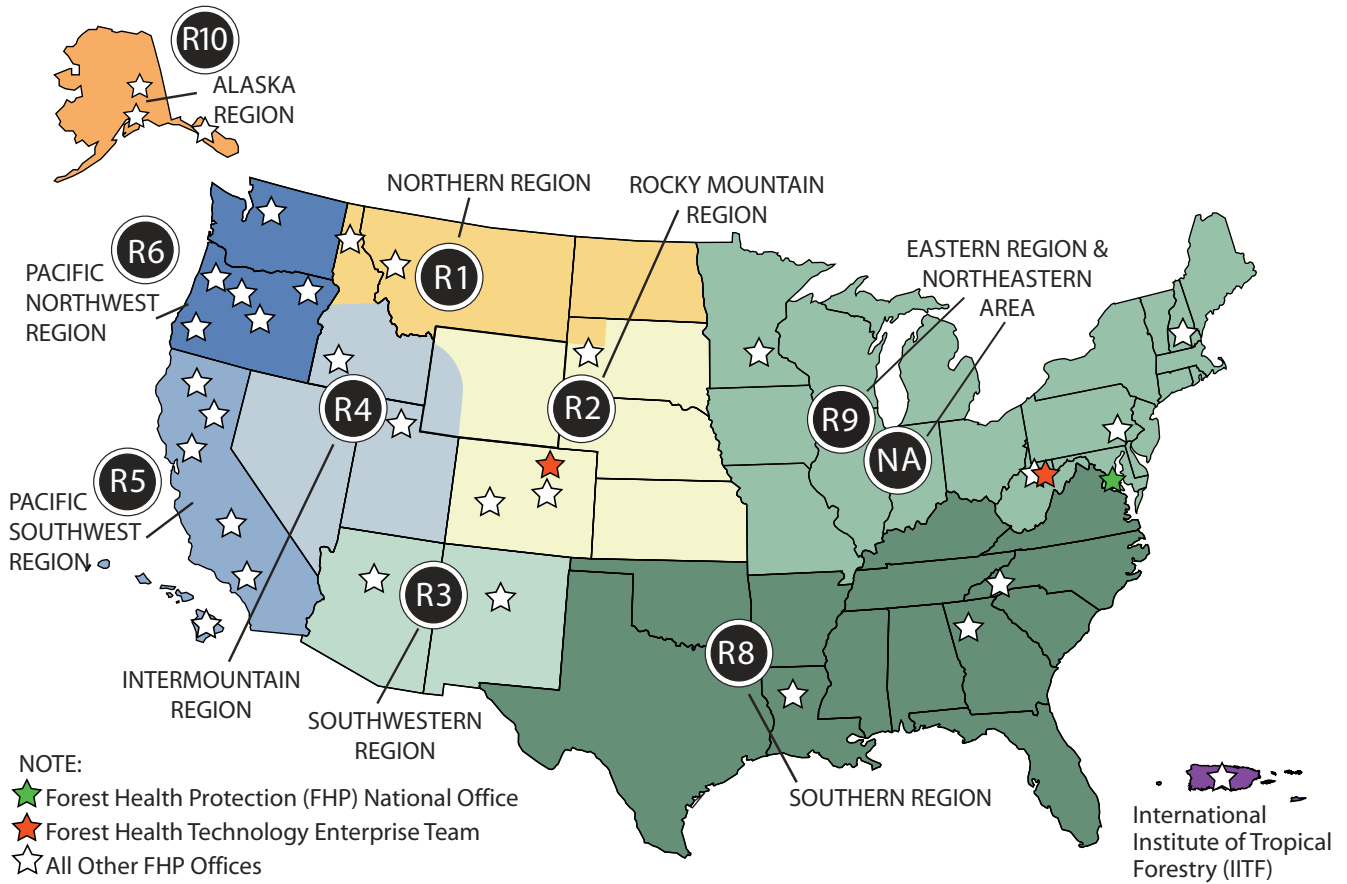 R10
ALASKA
REGION
NORTHERN REGION
ROCKY MOUNTAIN
REGION
R6
PACIFIC
NORTHWEST
REGION
R1
EASTERN REGION &
NORTHEASTERN
AREA
R4
R2
R9
NA
R5
PACIFIC
SOUTHWEST
REGION
R3
R8
INTERMOUNTAIN
REGION
SOUTHWESTERN
REGION
SOUTHERN REGION
NOTE:
Forest Health Protection (FHP) National Office
Forest Health Technology Enterprise Team
All Other FHP Offices
International
Institute of Tropical
Forestry (IITF)